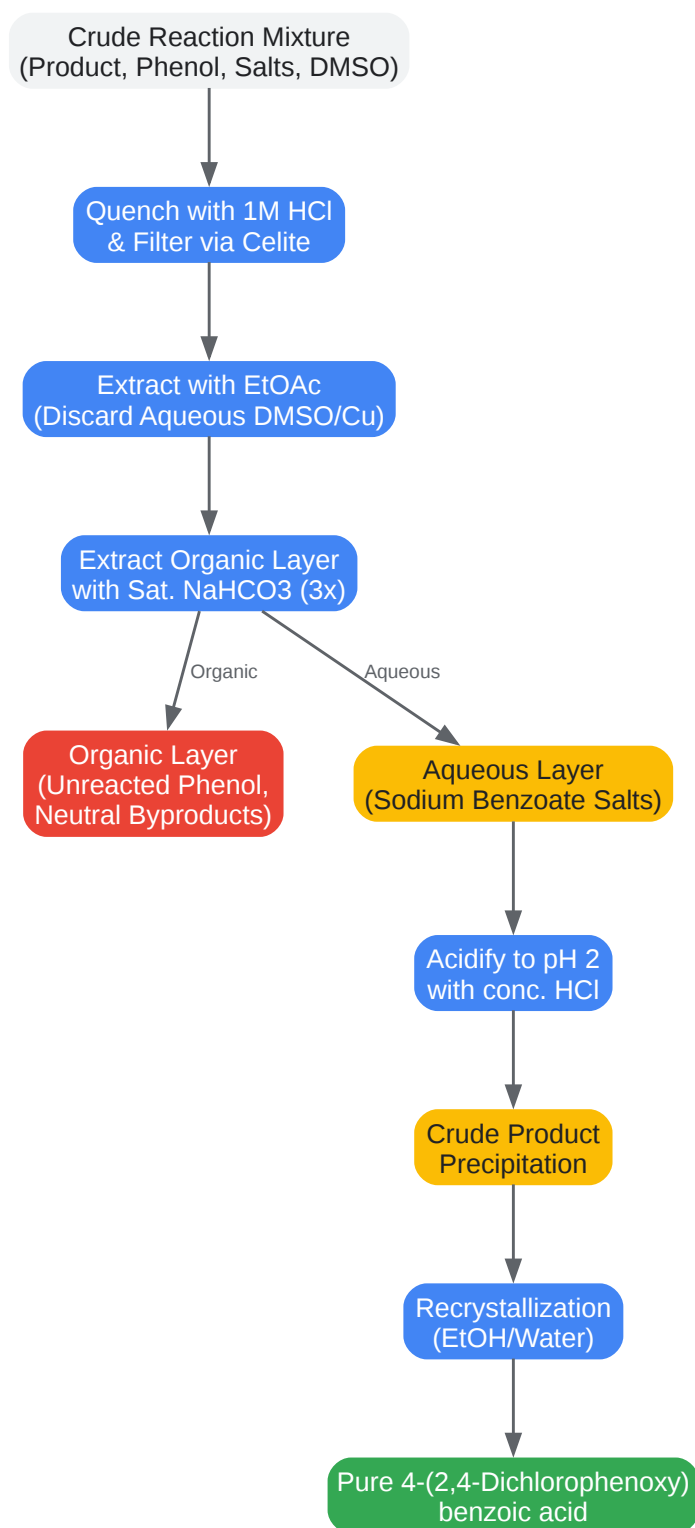 Crude Reaction Mixture
(Product, Phenol, Salts, DMSO)
Quench with 1M HCl
& Filter via Celite
Extract with EtOAc
(Discard Aqueous DMSO/Cu)
Extract Organic Layer
with Sat. NaHCO3 (3x)
Organic
Aqueous
Organic Layer
(Unreacted Phenol,
Neutral Byproducts)
Aqueous Layer
(Sodium Benzoate Salts)
Acidify to pH 2
with conc. HCl
Crude Product
Precipitation
Recrystallization
(EtOH/Water)
Pure 4-(2,4-Dichlorophenoxy)
benzoic acid